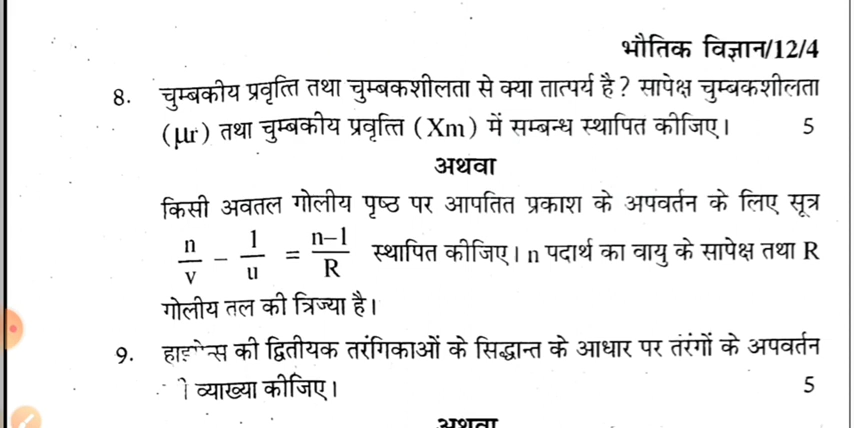 भौतिक विज्ञान/12/4
8. चुम्बकीय प्रवृत्ति तथा चुम्बकशीलता से क्या तात्पर्य है? सापेक्ष चुम्बकशीलता
(μr) तथा चुम्बकीय प्रवृत्ति (Xm) में सम्बन्ध स्थापित कीजिए। 5
अथवा
किसी अवतल गोलीय पृष्ठ पर आपतित प्रकाश के अपवर्तन के लिए सूत्र
n/v – 1/u = n–1/R स्थापित कीजिए। n पदार्थ का वायु के सापेक्ष तथा R
गोलीय तल की त्रिज्या है।
9. की द्वितीयक तरंगिकाओं के सिद्धान्त के आधार पर तरंगों के अपवर्तन
व्याख्या कीजिए। 5
अथवा